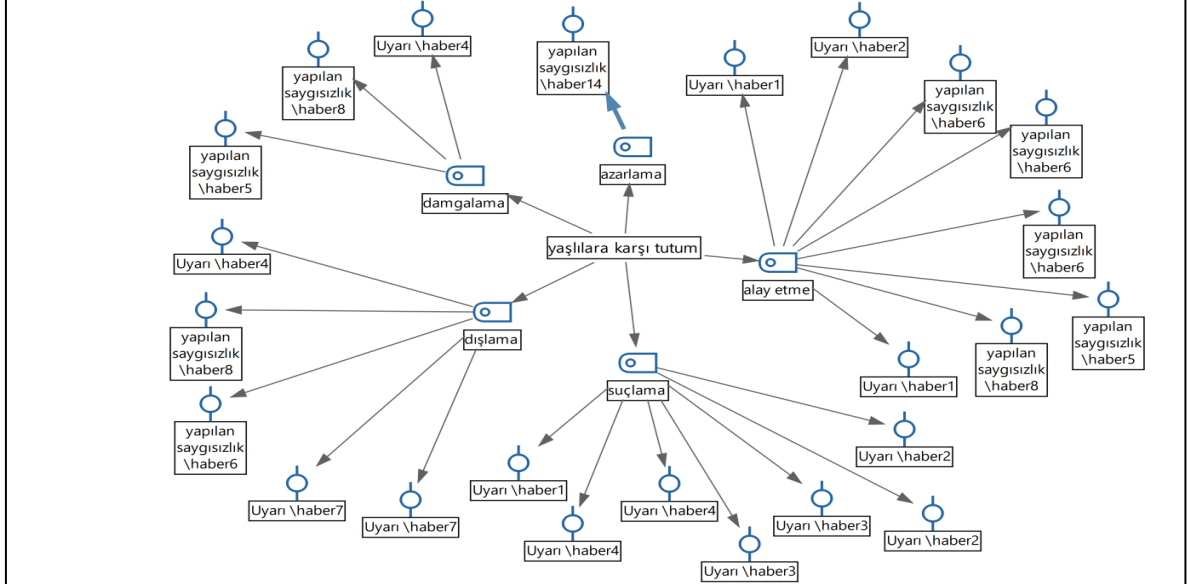 Uyarı \haber4
yapılan
saygısızlık
\haber8
yapılan
saygısızlık
\haber5
damgalama
yapılan
saygısızlık
\haber14
azarlama
Uyarı \haber2
Uyarı \haber1
yapılan
saygısızlık
\haber6
yapılan
saygısızlık
\haber6
yapılan
saygısızlık
\haber6
yaşlılara karşı tutum
alay etme
yapılan
saygısızlık
\haber5
yapılan
saygısızlık
\haber8
Uyarı \haber1
Uyarı \haber4
yapılan
saygısızlık
\haber8
dışlama
yapılan
saygısızlık
\haber6
Uyarı \haber7
Uyarı \haber7
suçlama
Uyarı \haber1
Uyarı \haber4
Uyarı \haber4
Uyarı \haber3
Uyarı \haber3
Uyarı \haber2
Uyarı \haber2